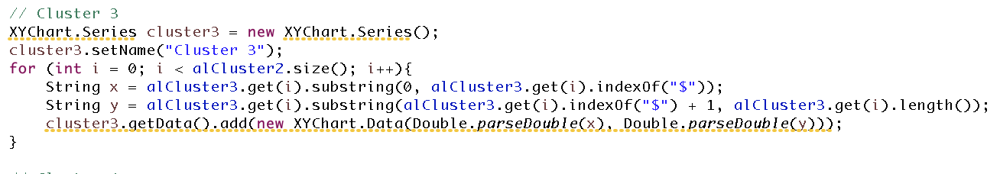 // Cluster 3
XYChart.Series cluster3 = new XYChart.Series();
cluster3.setName("Cluster 3");
for (int i = 0; i < alCluster2.size(); i++){
    String x = alCluster3.get(i).substring(0, alCluster3.get(i).indexOf("$"));
    String y = alCluster3.get(i).substring(alCluster3.get(i).indexOf("$") + 1, alCluster3.get(i).length());
    cluster3.getData().add(new XYChart.Data(Double.parseDouble(x), Double.parseDouble(y)));
}